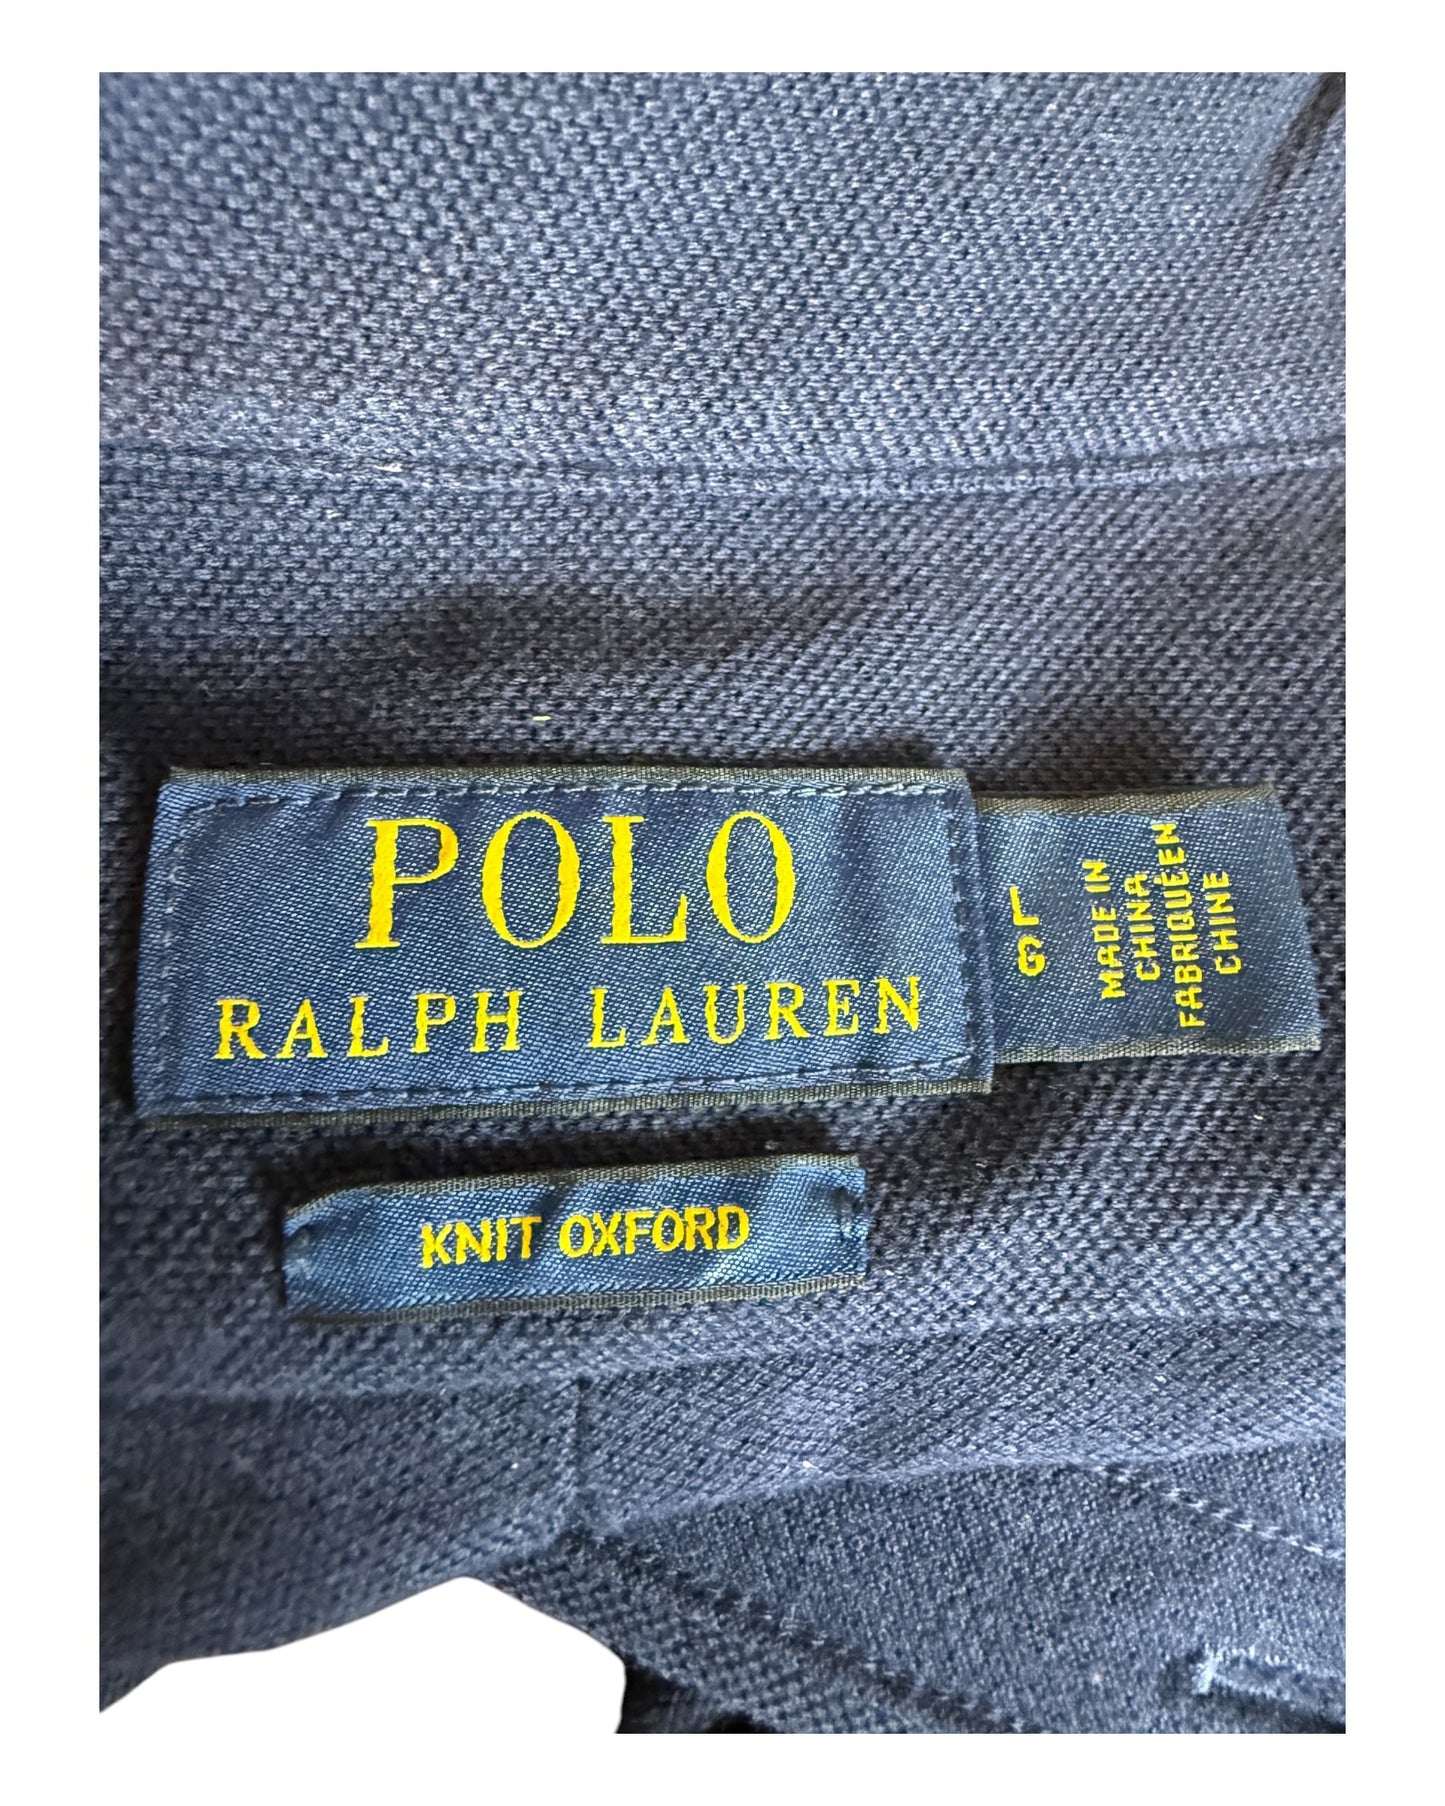 POLO
RALPH LAUREN
L
G
MADE IN
CHINA
FABRIQUÉ EN
CHINE
KNIT OXFORD